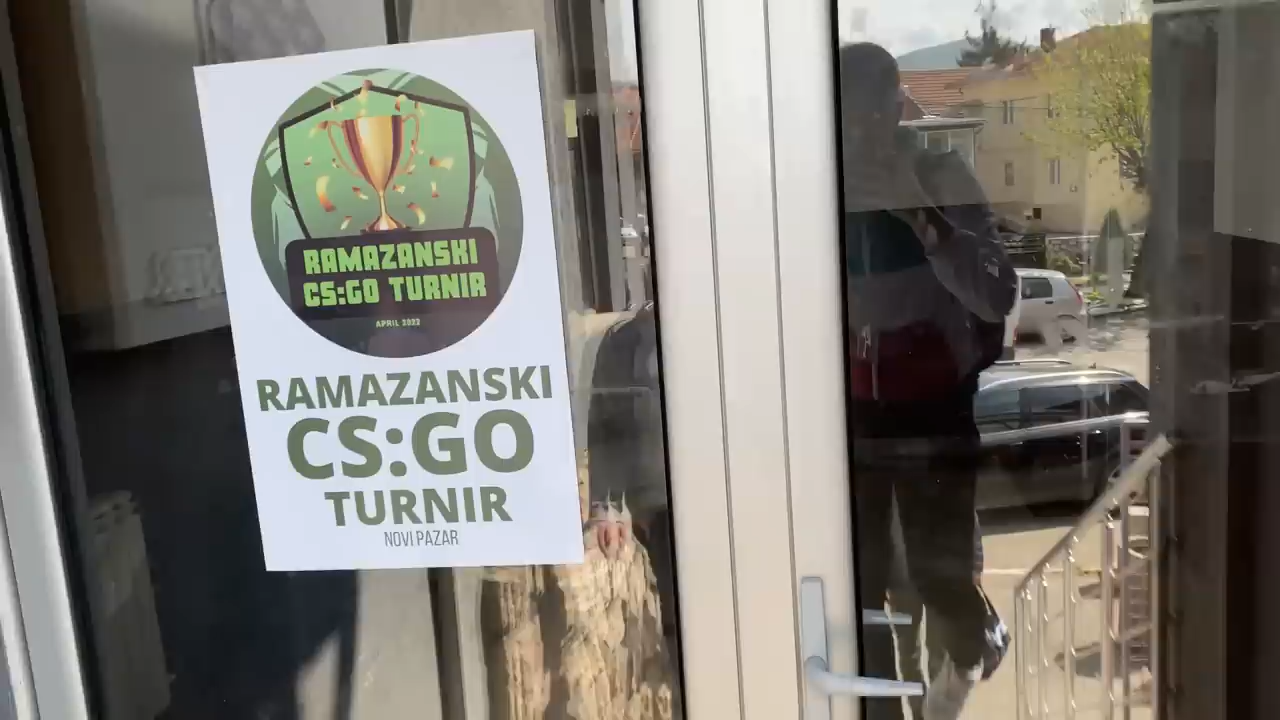 RAMAZANSKI
CS:GO TURNIR
APRIL 2022
RAMAZANSKI
CS:GO
TURNIR
NOVI PAZAR